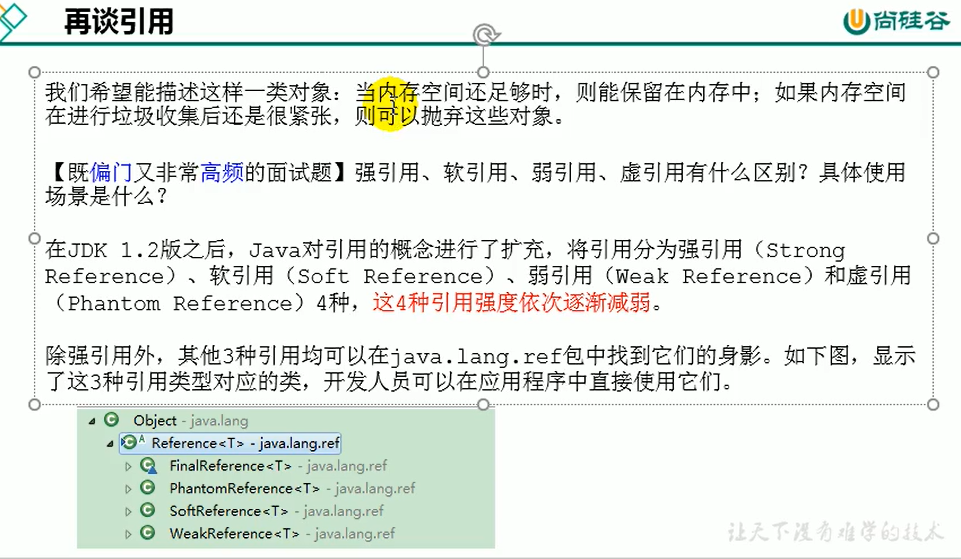 再谈引用
尚硅谷
我们希望能描述这样一类对象：当内存空间还足够时，则能保留在内存中；如果内存空间
在进行垃圾收集后还是很紧张，则可以抛弃这些对象。
【既偏门又非常高频的面试题】强引用、软引用、弱引用、虚引用有什么区别？具体使用
场景是什么？
在JDK 1.2版之后，Java对引用的概念进行了扩充，将引用分为强引用（Strong
Reference）、软引用（Soft Reference）、弱引用（Weak Reference）和虚引用
（Phantom Reference）4种，这4种引用强度依次逐渐减弱。
除强引用外，其他3种引用均可以在java.lang.ref包中找到它们的身影。如下图，显示
了这3种引用类型对应的类，开发人员可以在应用程序中直接使用它们。
Object - java.lang
Reference<T> - java.lang.ref
FinalReference<T> - java.lang.ref
PhantomReference<T> - java.lang.ref
SoftReference<T> - java.lang.ref
WeakReference<T> - java.lang.ref
让天下没有难学的技术